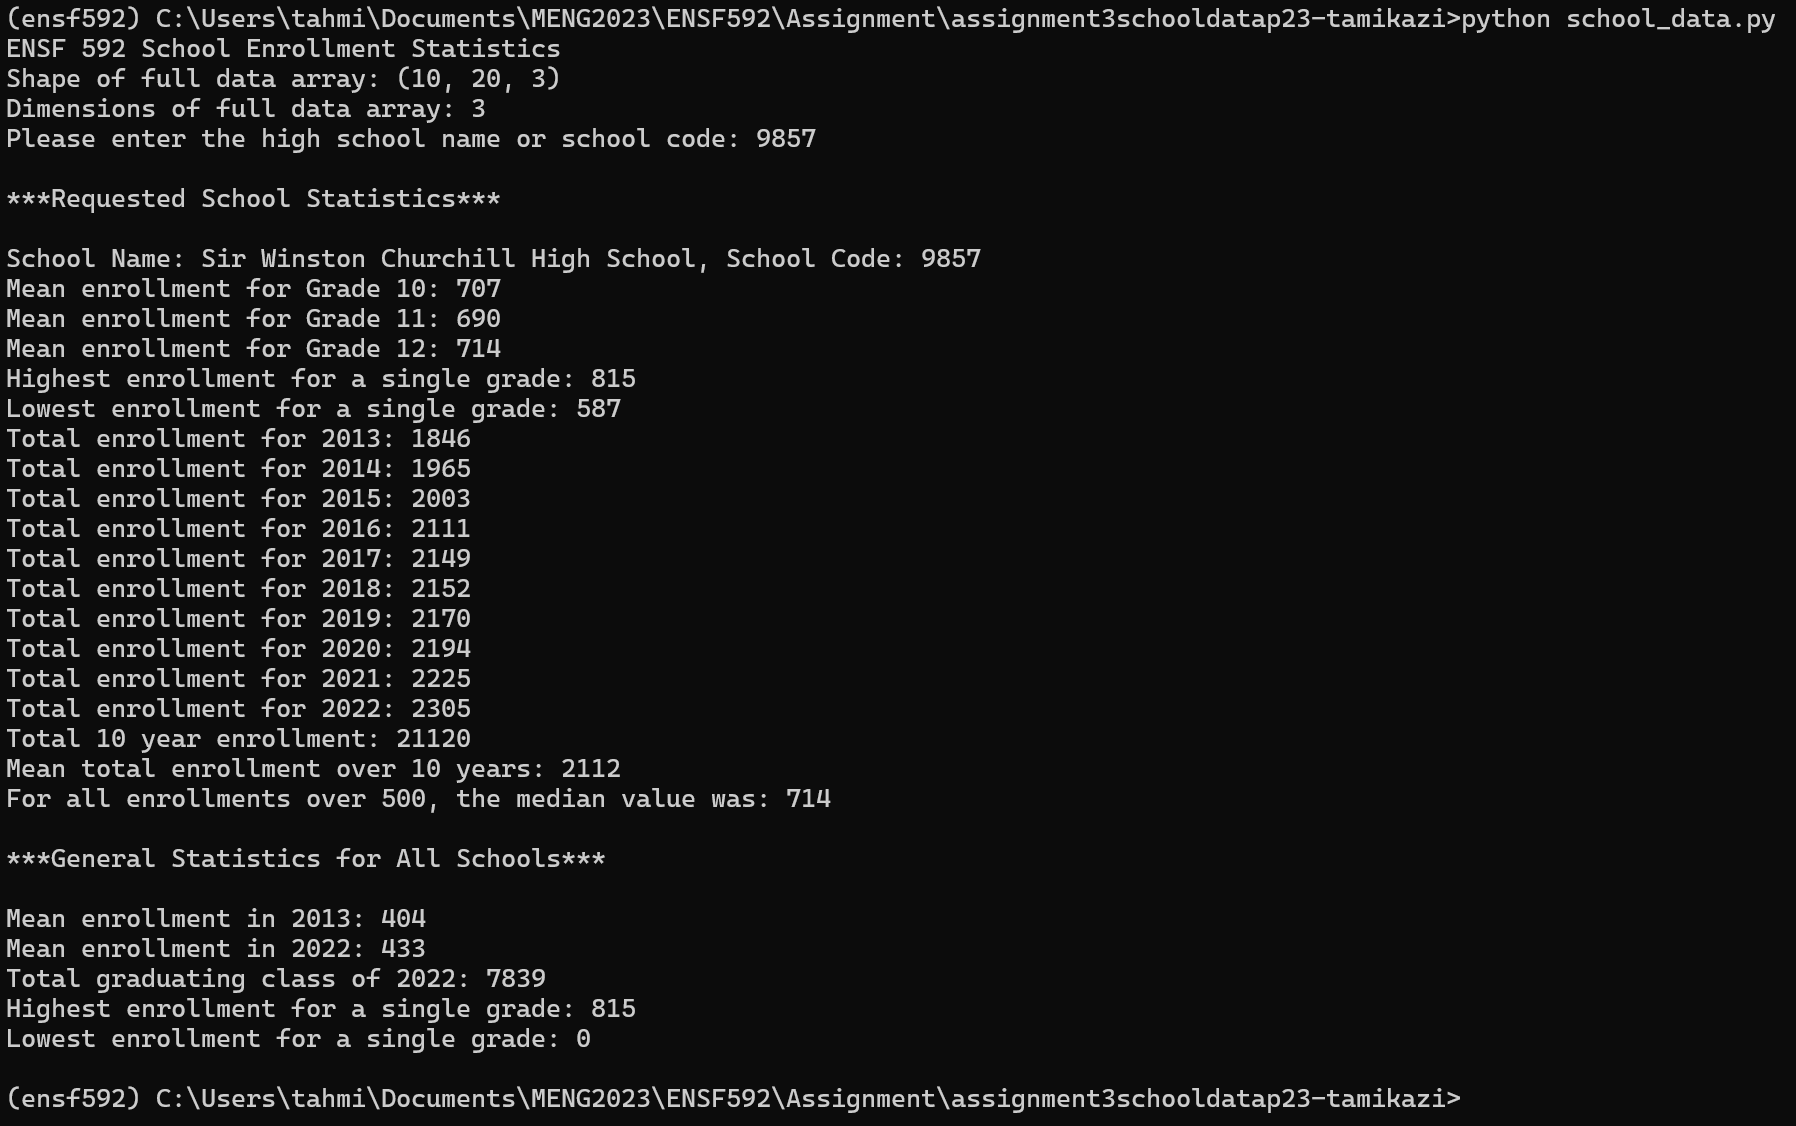 (ensf592) C:\Users\tahmi\Documents\MENG2023\ENSF592\Assignment\assignment3schooldatap23-tamikazi>python school_data.py
ENSF 592 School Enrollment Statistics
Shape of full data array: (10, 20, 3)
Dimensions of full data array: 3
Please enter the high school name or school code: 9857
***Requested School Statistics***
School Name: Sir Winston Churchill High School, School Code: 9857
Mean enrollment for Grade 10: 707
Mean enrollment for Grade 11: 690
Mean enrollment for Grade 12: 714
Highest enrollment for a single grade: 815
Lowest enrollment for a single grade: 587
Total enrollment for 2013: 1846
Total enrollment for 2014: 1965
Total enrollment for 2015: 2003
Total enrollment for 2016: 2111
Total enrollment for 2017: 2149
Total enrollment for 2018: 2152
Total enrollment for 2019: 2170
Total enrollment for 2020: 2194
Total enrollment for 2021: 2225
Total enrollment for 2022: 2305
Total 10 year enrollment: 21120
Mean total enrollment over 10 years: 2112
For all enrollments over 500, the median value was: 714
***General Statistics for All Schools***
Mean enrollment in 2013: 404
Mean enrollment in 2022: 433
Total graduating class of 2022: 7839
Highest enrollment for a single grade: 815
Lowest enrollment for a single grade: 0
(ensf592) C:\Users\tahmi\Documents\MENG2023\ENSF592\Assignment\assignment3schooldatap23-tamikazi>